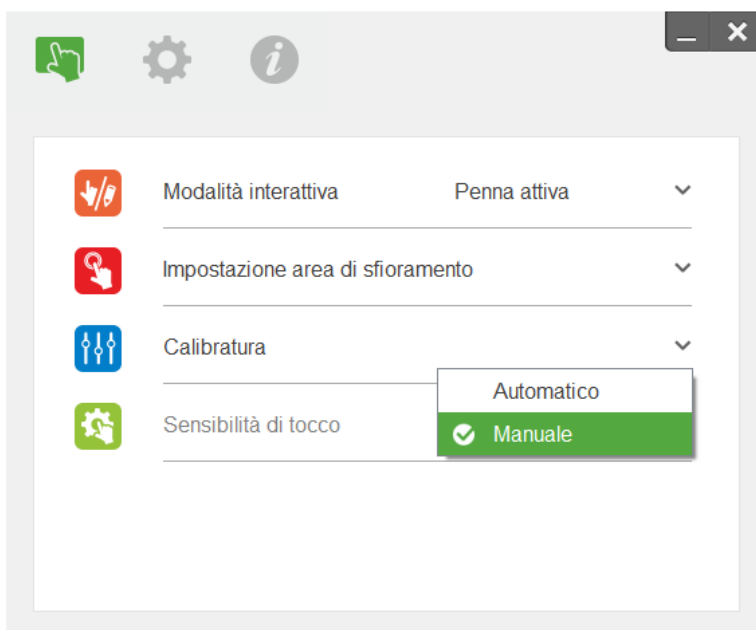 Modalità interattiva Penna attiva
Impostazione area di sfioramento
Calibratura
Automatico
Sensibilità di tocco
Manuale